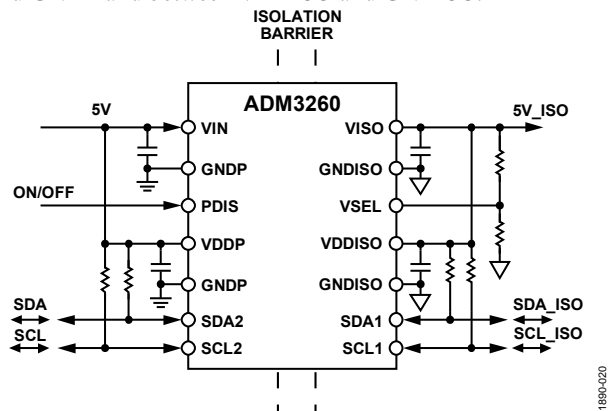 ISOLATION
BARRIER
ADM3260
5V
VIN
VISO
5V_ISO
GNDP
GNDISO
ON/OFF
PDIS
VSEL
VDDP
VDDISO
GNDP
GNDISO
SDA
SDA2
SDA1
SDA_ISO
SCL
SCL2
SCL1
SCL_ISO
1890-020